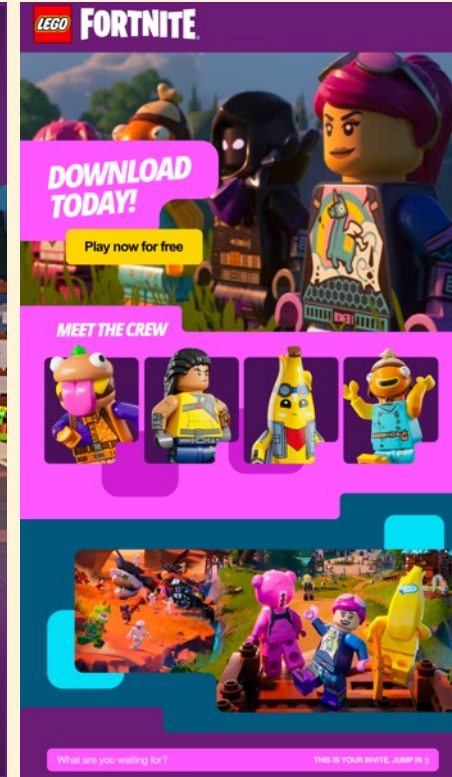 LEGO FORTNITE
DOWNLOAD
TODAY!
Play now for free
MEET THE CREW
What are you waiting for?
THIS IS YOUR INVITE, JUMP IN :)